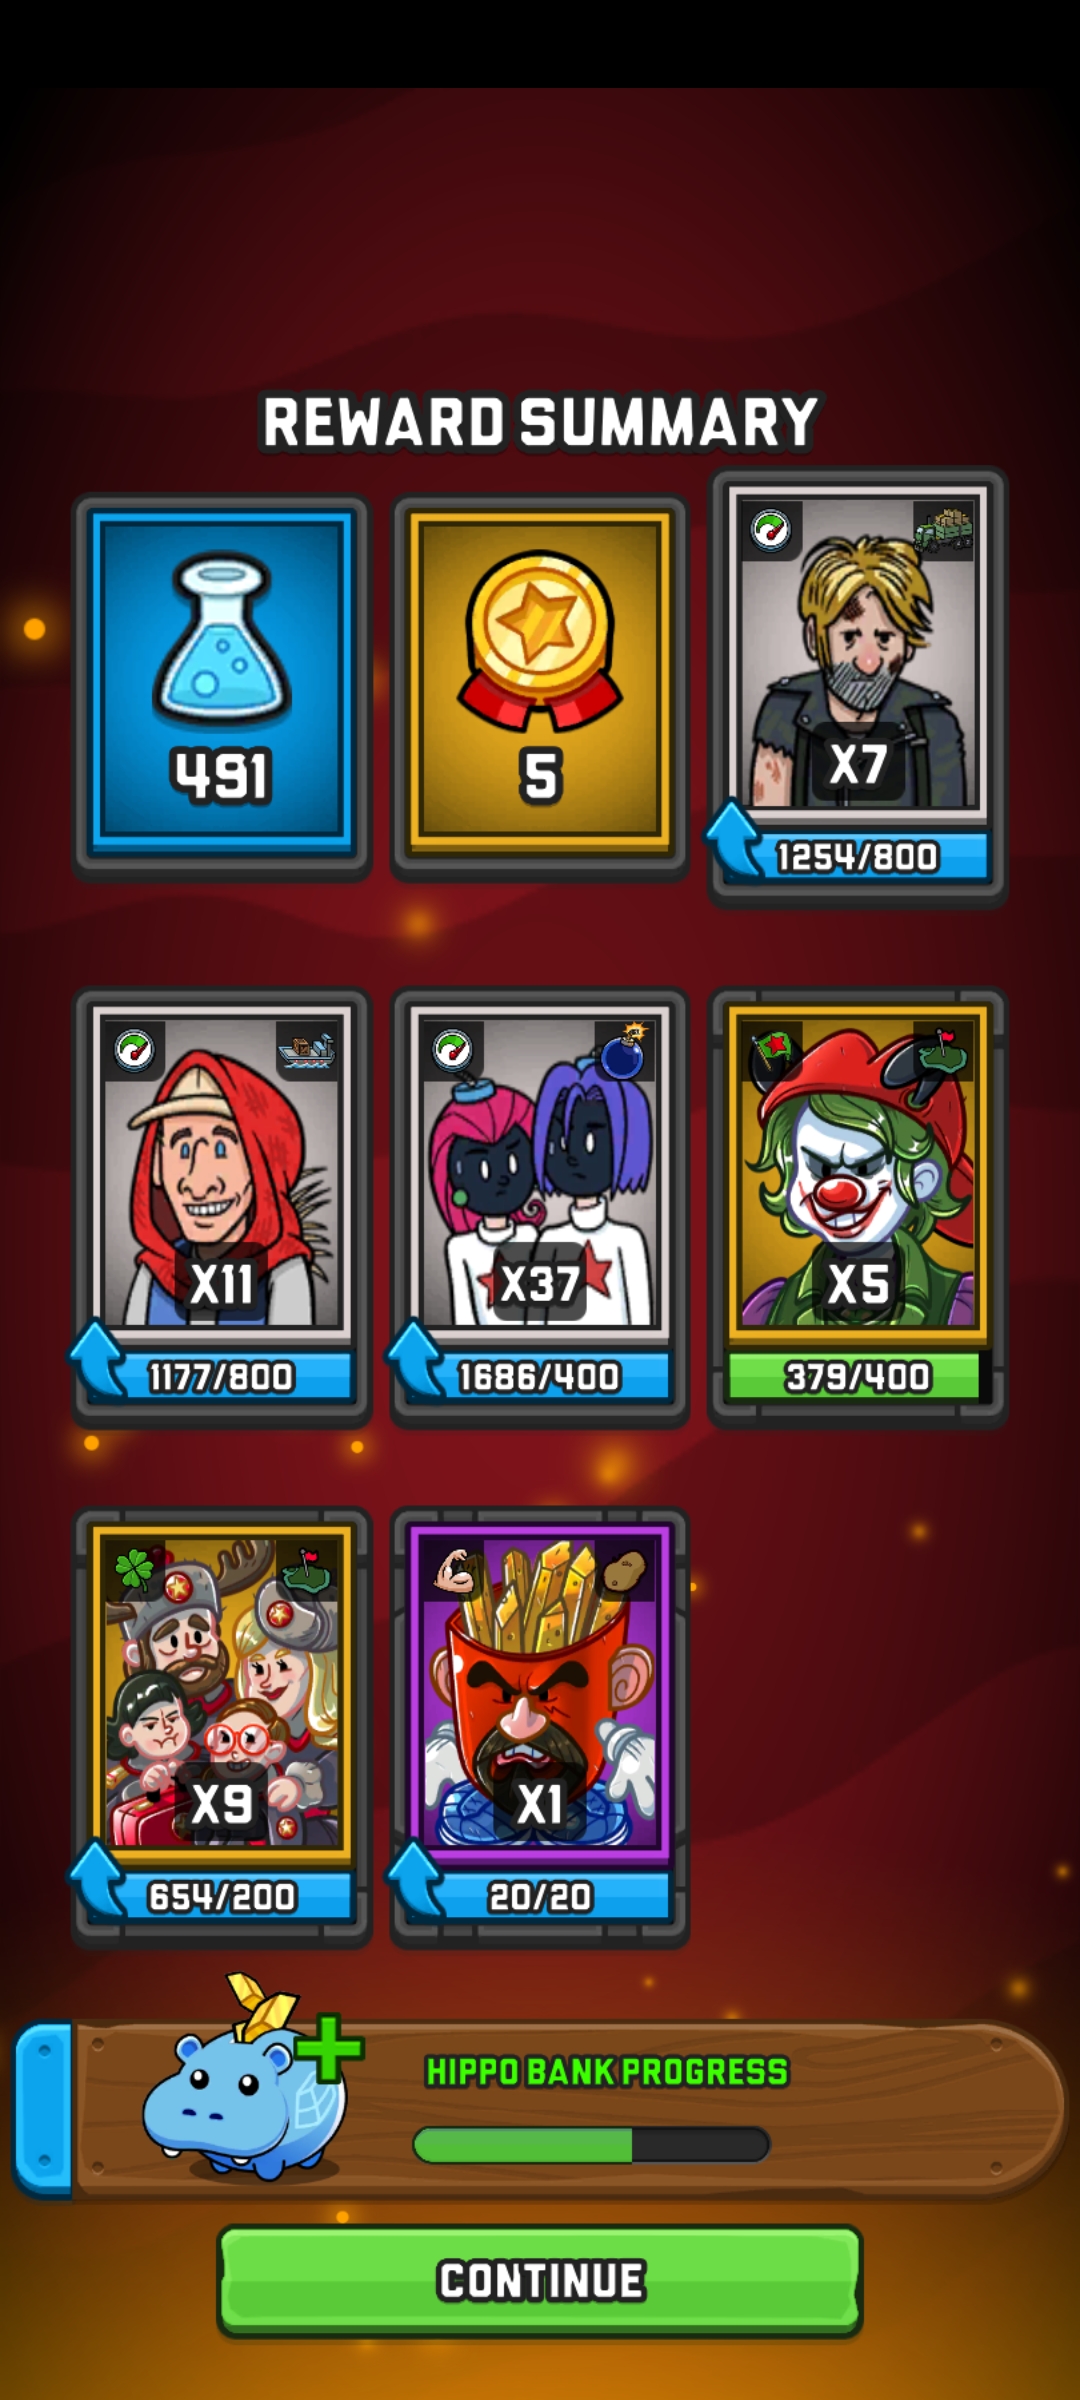 REWARD SUMMARY
491
5
X7
1254/800
X11
1177/800
X37
1686/400
X5
379/400
X9
654/200
X1
20/20
HIPPO BANK PROGRESS
CONTINUE